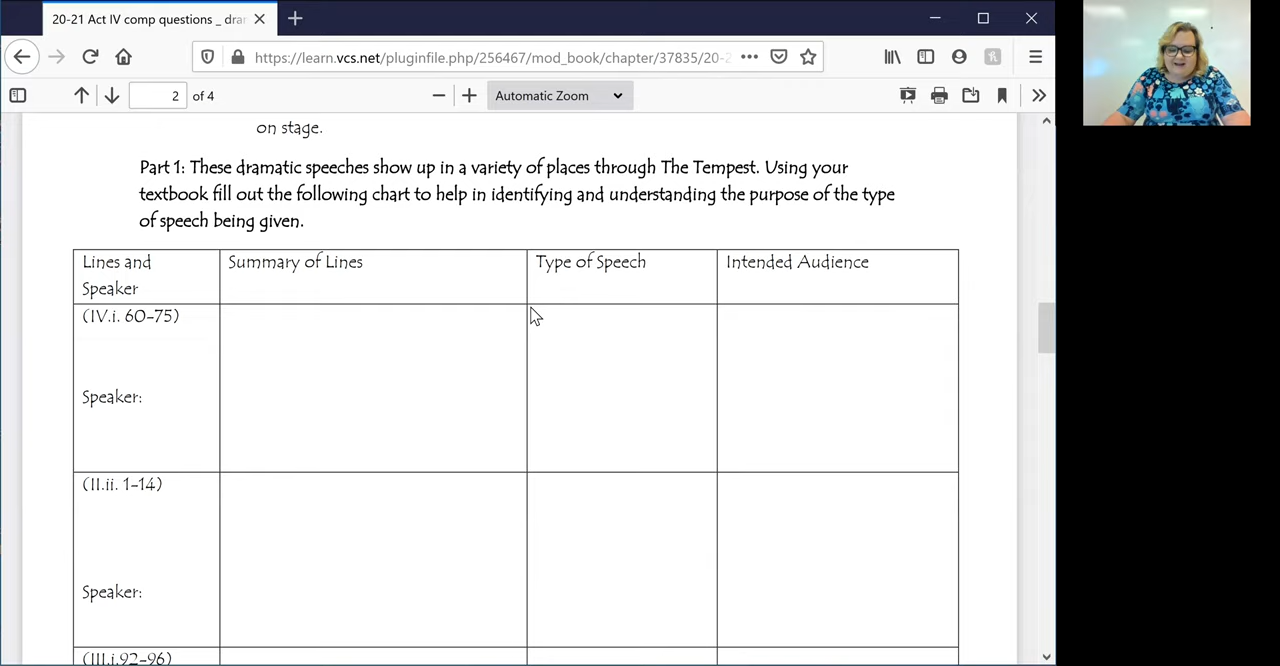 20-21 Act IV comp questions _ dra
https://learn.vcs.net/pluginfile.php/256467/mod_book/chapter/37835/20-2
2 of 4
Automatic Zoom
on stage.
Part 1: These dramatic speeches show up in a variety of places through The Tempest. Using your
textbook fill out the following chart to help in identifying and understanding the purpose of the type
of speech being given.
Lines and
Speaker
Summary of Lines
Type of Speech
Intended Audience
(IV.i. 60-75)
Speaker:
(II.ii. 1-14)
Speaker:
(III.i.92-96)